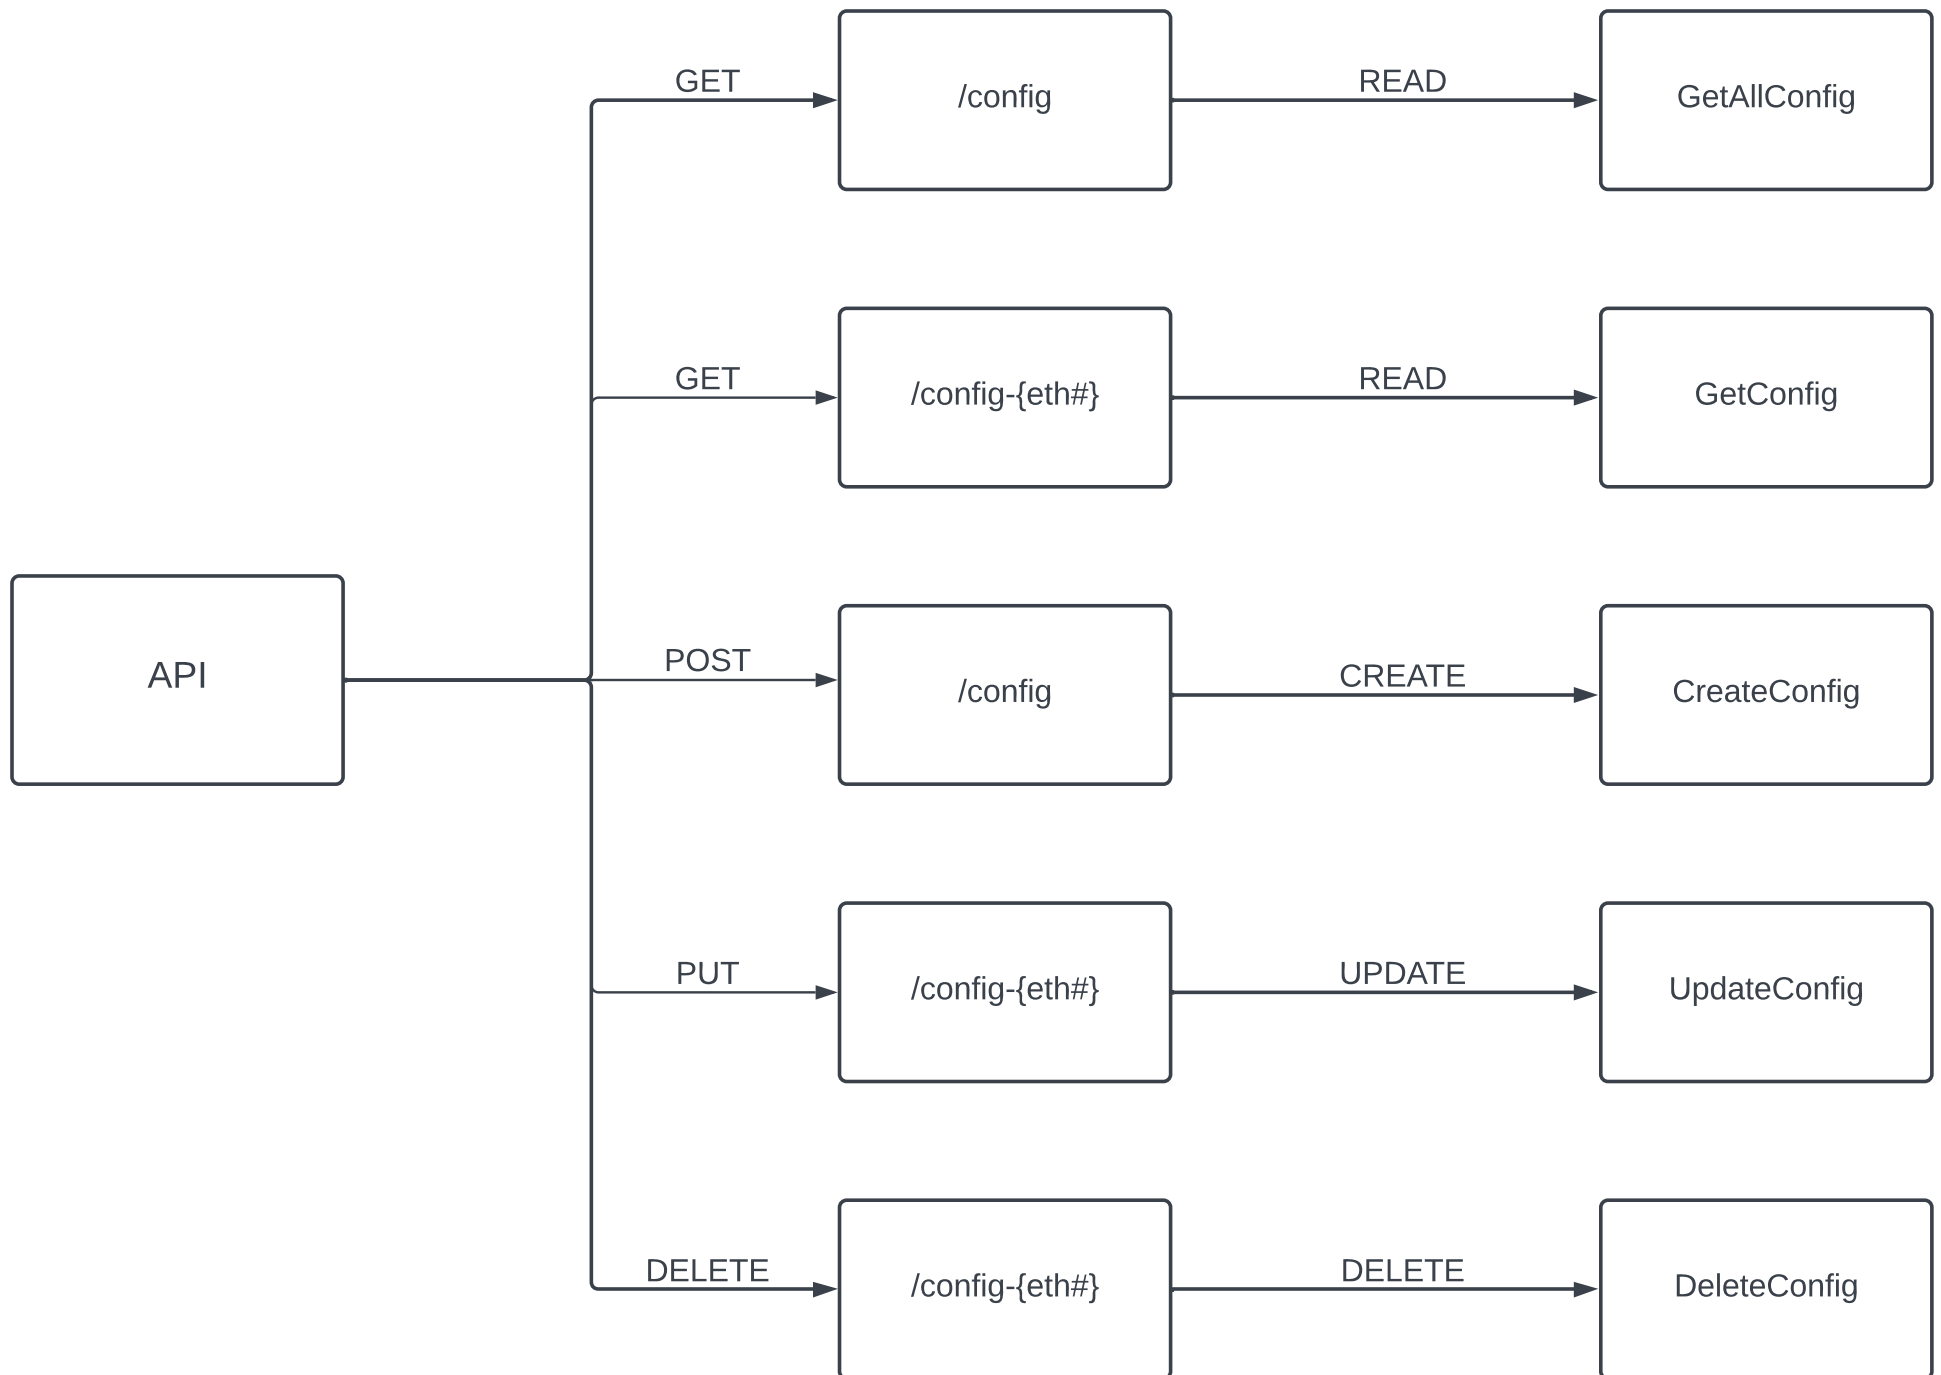 GET
/config
READ
GetAllConfig
GET
/config-{eth#}
READ
GetConfig
API
POST
/config
CREATE
CreateConfig
PUT
/config-{eth#}
UPDATE
UpdateConfig
DELETE
/config-{eth#}
DELETE
DeleteConfig